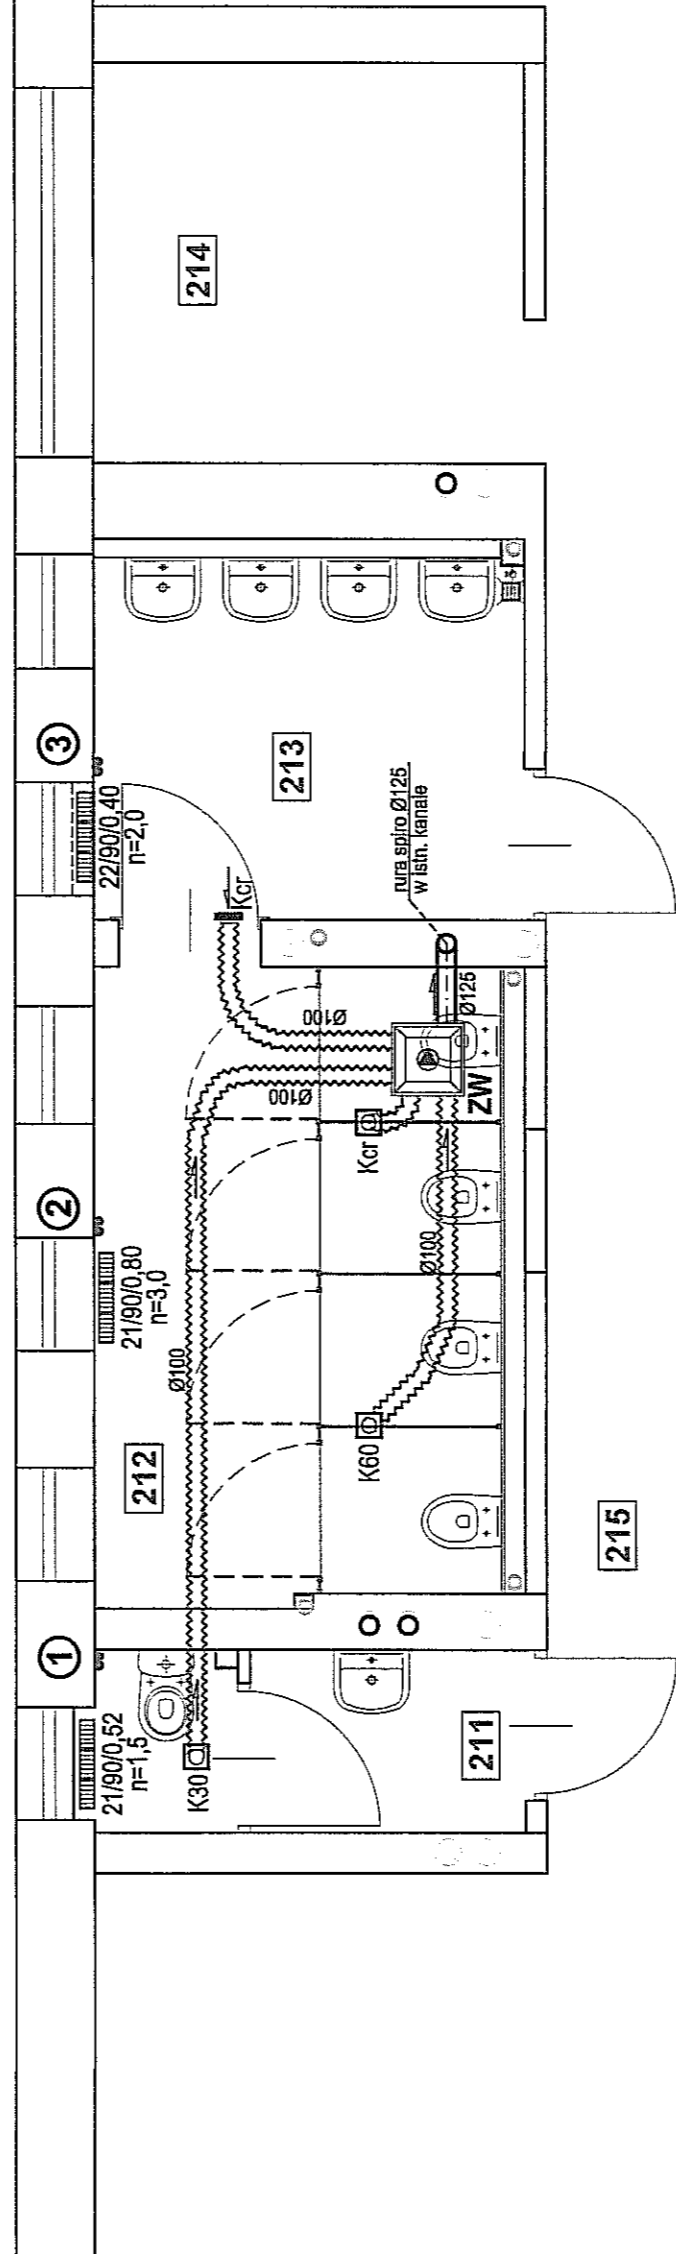 1
2
3
21/90/0,52
n=1,5
21/90/0,80
n=3,0
22/90/0,40
n=2,0
212
Ø100
K30
Kcr
213
214
Ø100
Ø100
Kcr
K60
Ø100
ZW
Ø125
rura spiro Ø125
w istn. kanale
211
215